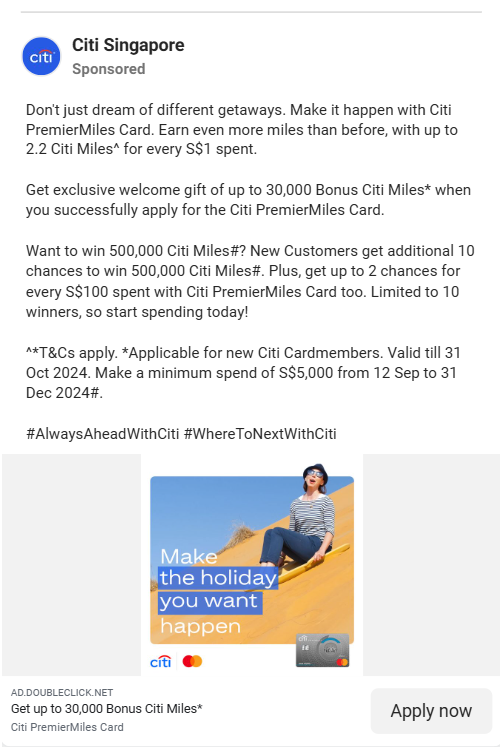 citi
Citi Singapore
Sponsored
Don't just dream of different getaways. Make it happen with Citi
PremierMiles Card. Earn even more miles than before, with up to
2.2 Citi Miles^ for every S$1 spent.
Get exclusive welcome gift of up to 30,000 Bonus Citi Miles* when
you successfully apply for the Citi PremierMiles Card.
Want to win 500,000 Citi Miles#? New Customers get additional 10
chances to win 500,000 Citi Miles#. Plus, get up to 2 chances for
every S$100 spent with Citi PremierMiles Card too. Limited to 10
winners, so start spending today!
^*T&Cs apply. *Applicable for new Citi Cardmembers. Valid till 31
Oct 2024. Make a minimum spend of S$5,000 from 12 Sep to 31
Dec 2024#.
#AlwaysAheadWithCiti #WhereToNextWithCiti
Make
the holiday
you want
happen
citi
citi
AD.DOUBLECLICK.NET
Get up to 30,000 Bonus Citi Miles*
Citi PremierMiles Card
Apply now